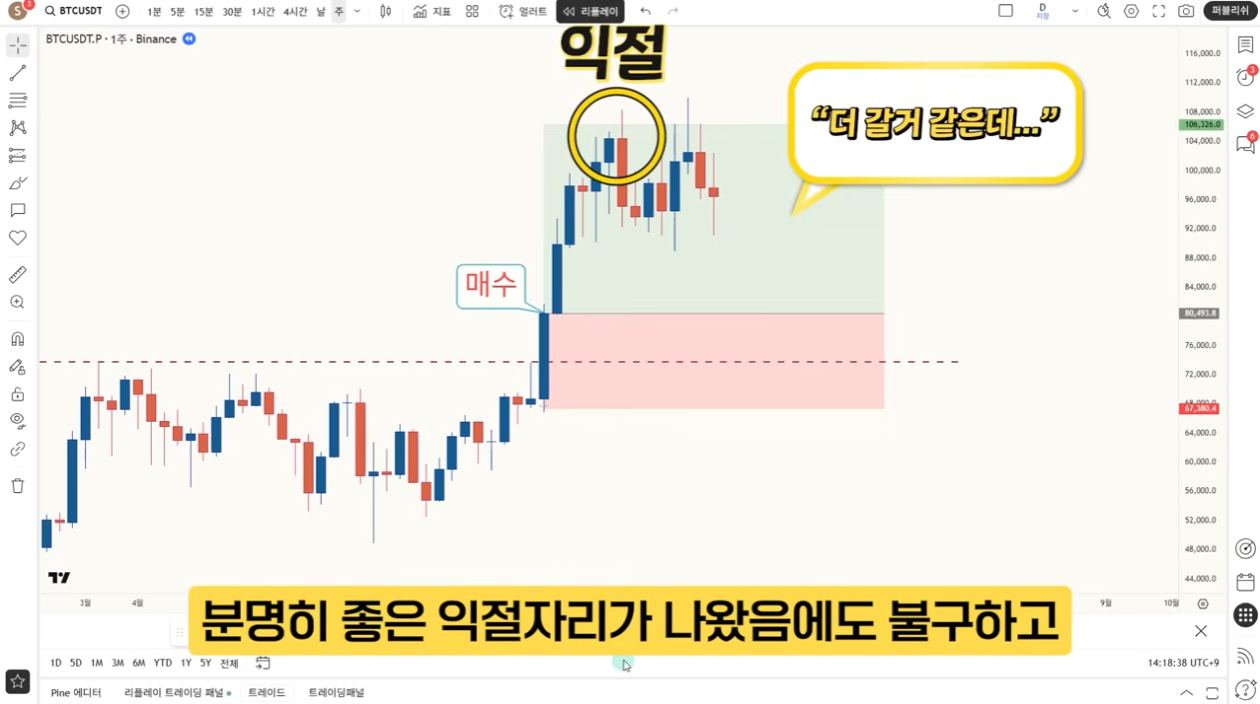 S 3 BTCUSDT 1분 5분 15분 30분 1시간 4시간 날 주 지표 얼러트 리플레이 D 저장 퍼블리쉬
BTCUSDT.P · 1주 · Binance
익절
“더 갈거 같은데...”
매수
116,000.0
112,000.0
108,000.0
106,326.0
104,000.0
100,000.0
96,000.0
92,000.0
88,000.0
84,000.0
80,493.8
76,000.0
72,000.0
68,000.0
67,380.4
64,000.0
60,000.0
56,000.0
52,000.0
48,000.0
44,000.0
3
6
3월 4월 9월 10월
분명히 좋은 익절자리가 나왔음에도 불구하고
1D 5D 1M 3M 6M YTD 1Y 5Y 전체 14:18:38 UTC+9
Pine 에디터 리플레이 트레이딩 패널 트레이드 트레이딩패널